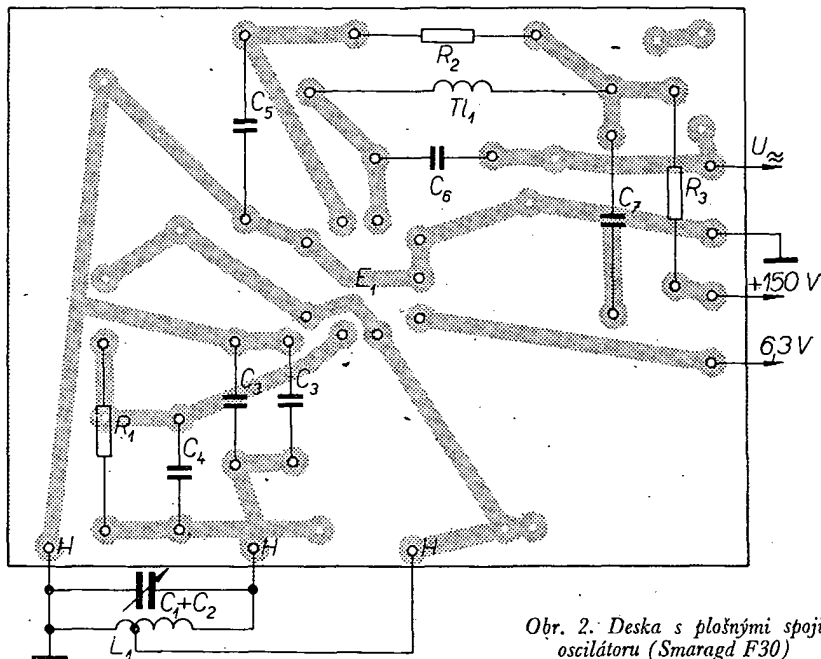 R₂
C₅
Tl₁
U≈
C₆
R₃
C₇
E₁
+150 V
6,3 V
C₃
C₃
R₁
C₄
H
H
H
C₁+C₂
L₁
Obr. 2. Deska s plošnými spoji
oscilátoru (Smaragd F30)